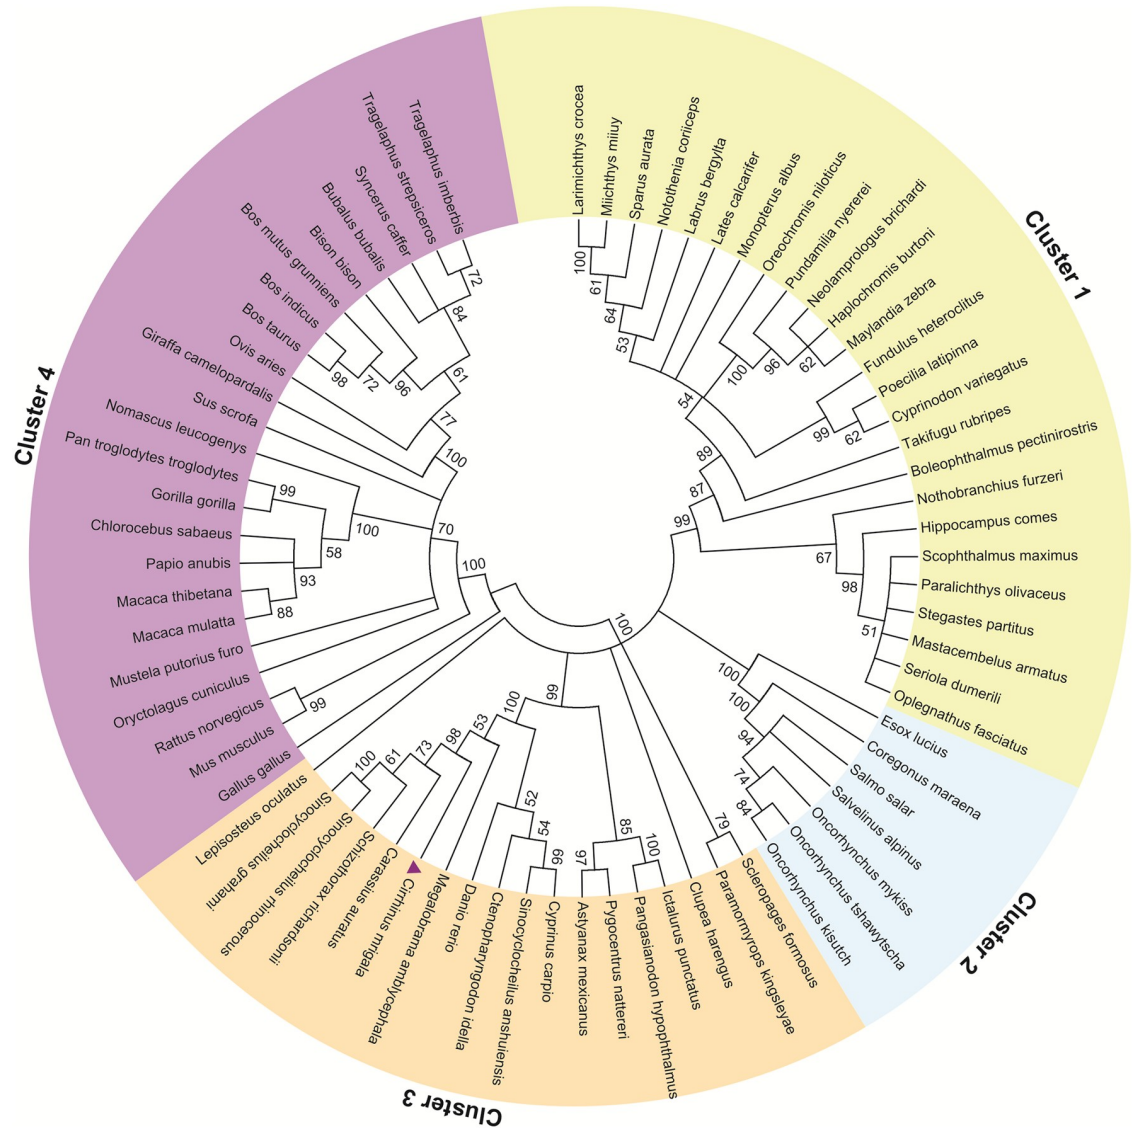 Cluster 1
Larimichthys crocea
Miichthys miiuy
Sparus aurata
Notothenia coriiceps
Labrus bergylta
Lates calcarifer
Monopterus albus
Oreochromis niloticus
Pundamilia nyererei
Neolamprologus brichardi
Haplochromis burtoni
Maylandia zebra
Fundulus heteroclitus
Poecilia latipinna
Cyprinodon variegatus
Takifugu rubripes
Boleophthalmus pectinirostris
Nothobranchius furzeri
Hippocampus comes
Scophthalmus maximus
Paralichthys olivaceus
Stegastes partitus
Mastacembelus armatus
Seriola dumerili
Oplegnathus fasciatus
100
61
64
53
54
100
96
62
99
62
89
87
99
67
98
51
Cluster 2
Esox lucius
Coregonus maraena
Salmo salar
Salvelinus alpinus
Oncorhynchus mykiss
Oncorhynchus tshawytscha
Oncorhynchus kisutch
100
100
94
74
84
Cluster 3
Scleropages formosus
Paramormyrops kingsleyae
Clupea harengus
Ictalurus punctatus
Pangasianodon hypophthalmus
Pygocentrus nattereri
Astyanax mexicanus
Cyprinus carpio
Sinocyclocheilus anshuiensis
Ctenopharyngodon idella
Danio rerio
Megalobrama amblycephala
Cirrhinus mrigala
Carassius auratus
Schizothorax richardsonii
Sinocyclocheilus rhinocerous
Sinocyclocheilus grahami
Lepisosteus oculatus
79
100
85
97
99
54
52
99
100
53
98
73
61
100
100
Cluster 4
Gallus gallus
Mus musculus
Rattus norvegicus
Oryctolagus cuniculus
Mustela putorius furo
Macaca mulatta
Macaca thibetana
Papio anubis
Chlorocebus sabaeus
Gorilla gorilla
Pan troglodytes troglodytes
Nomascus leucogenys
Sus scrofa
Giraffa camelopardalis
Ovis aries
Bos taurus
Bos indicus
Bos mutus grunniens
Bison bison
Bubalus bubalis
Syncerus caffer
Tragelaphus strepsiceros
Tragelaphus imberbis
99
88
93
58
99
100
70
100
100
77
61
98
72
96
84
72